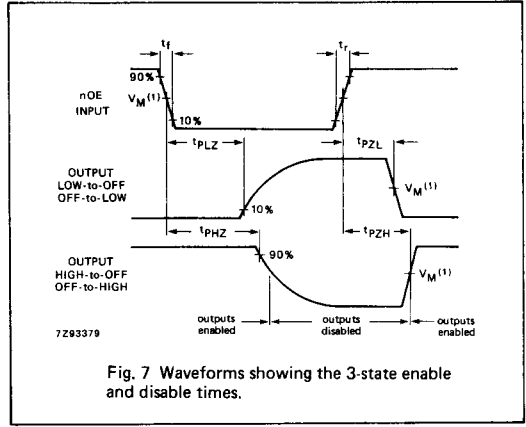 tf
tr
90%
nOE
INPUT
VM(1)
10%
tPLZ
tPZL
OUTPUT
LOW-to-OFF
OFF-to-LOW
VM(1)
10%
tPHZ
tPZH
90%
OUTPUT
HIGH-to-OFF
OFF-to-HIGH
VM(1)
outputs
enabled
outputs
disabled
outputs
enabled
7Z93379
Fig. 7 Waveforms showing the 3-state enable
and disable times.